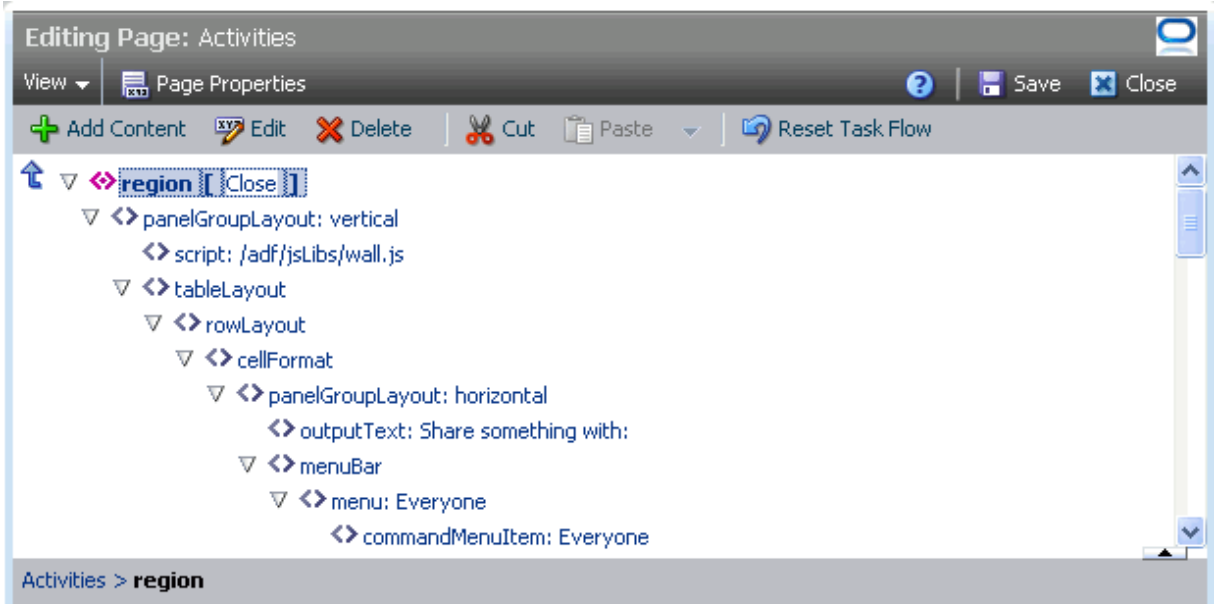 Editing Page: Activities
View Page Properties ? Save Close
Add Content Edit Delete Cut Paste Reset Task Flow
region [ Close ]
panelGroupLayout: vertical
script: /adf/jsLibs/wall.js
tableLayout
rowLayout
cellFormat
panelGroupLayout: horizontal
outputText: Share something with:
menuBar
menu: Everyone
commandMenuItem: Everyone
Activities > region